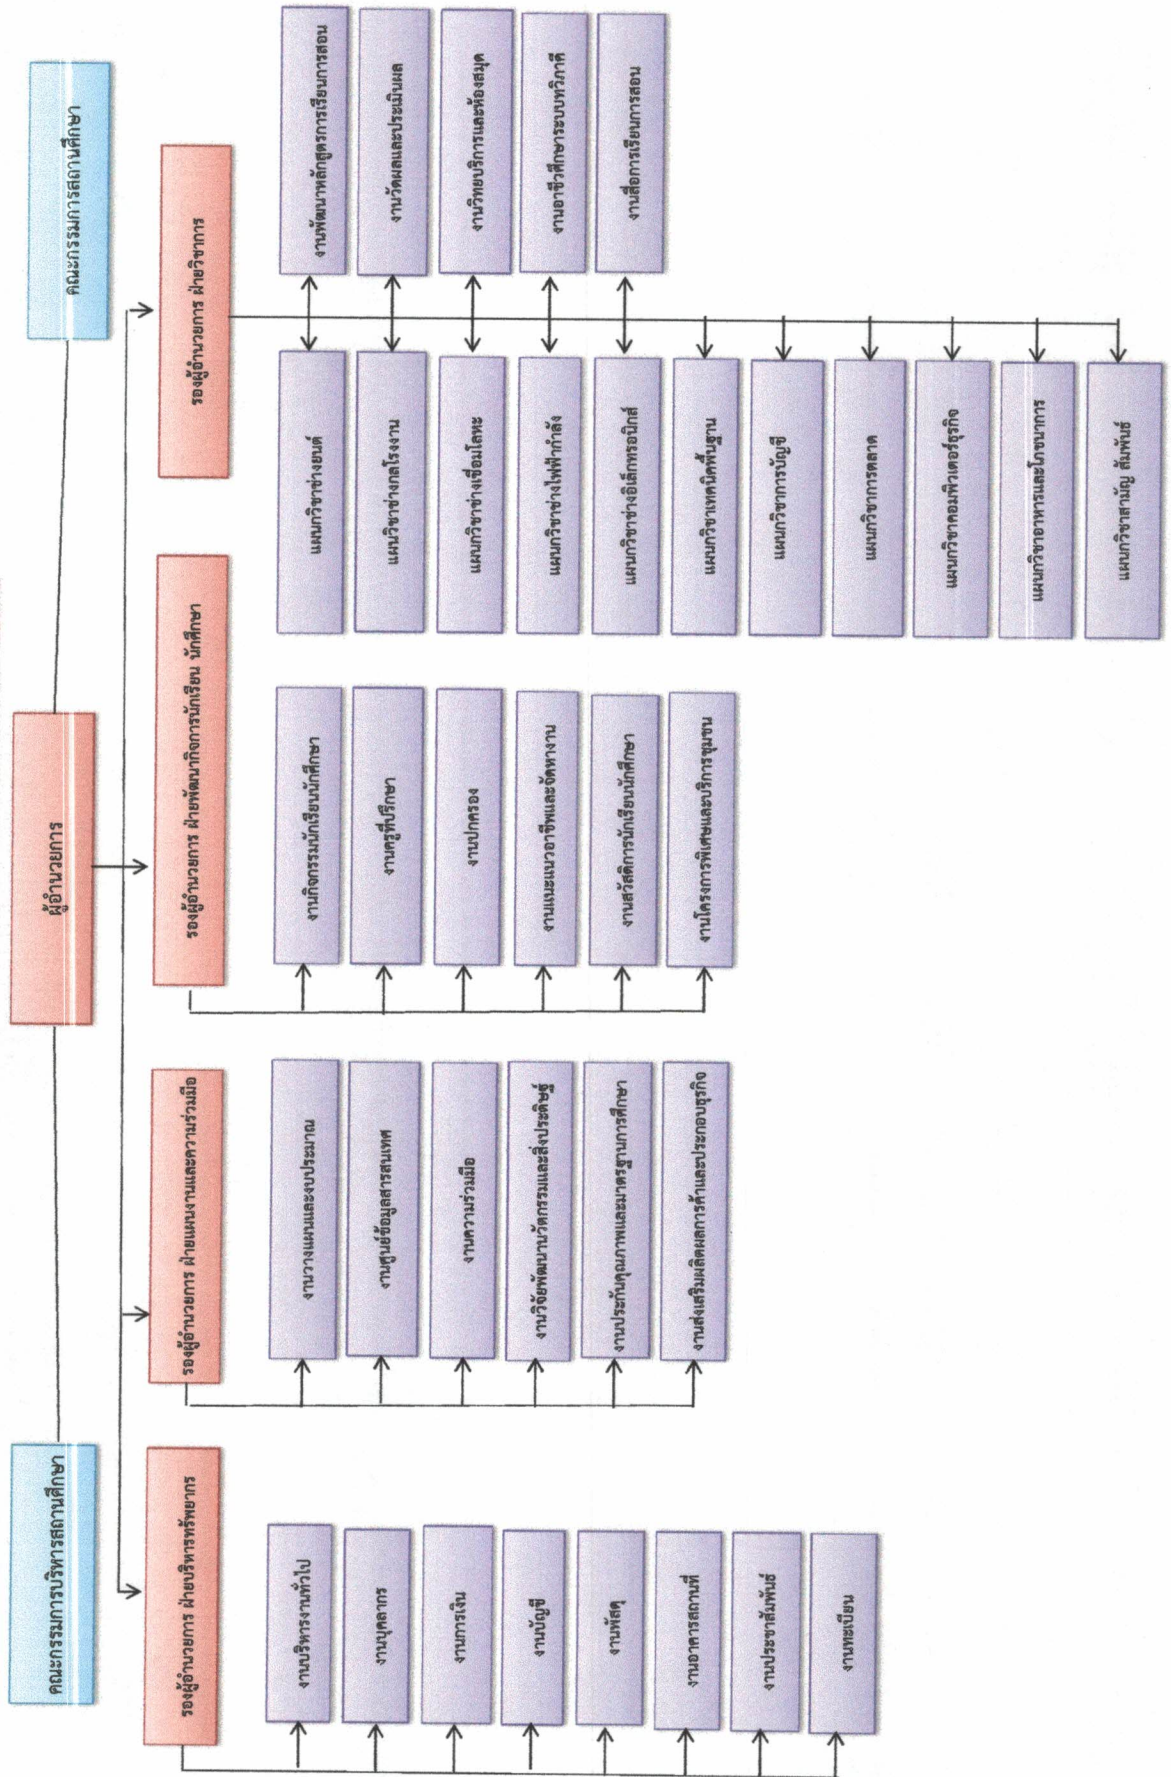 ผู้อำนวยการ
คณะกรรมการบริหารสถานศึกษา
คณะกรรมการสถานศึกษา
รองผู้อำนวยการ ฝ่ายบริหารทรัพยากร
รองผู้อำนวยการ ฝ่ายแผนงานและความร่วมมือ
รองผู้อำนวยการ ฝ่ายพัฒนากิจการนักเรียน นักศึกษา
รองผู้อำนวยการ ฝ่ายวิชาการ
งานบริหารงานทั่วไป
งานบุคลากร
งานการเงิน
งานบัญชี
งานพัสดุ
งานอาคารสถานที่
งานประชาสัมพันธ์
งานทะเบียน
งานวางแผนและงบประมาณ
งานศูนย์ข้อมูลสารสนเทศ
งานความร่วมมือ
งานวิจัยพัฒนานวัตกรรมและสิ่งประดิษฐ์
งานประกันคุณภาพและมาตรฐานการศึกษา
งานส่งเสริมผลิตผลการค้าและประกอบธุรกิจ
งานกิจกรรมนักเรียนนักศึกษา
งานครูที่ปรึกษา
งานปกครอง
งานแนะแนวอาชีพและจัดหางาน
งานสวัสดิการนักเรียนนักศึกษา
งานโครงการพิเศษและบริการชุมชน
แผนกวิชาช่างยนต์
แผนวิชาช่างกลโรงงาน
แผนกวิชาช่างเชื่อมโลหะ
แผนกวิชาช่างไฟฟ้ากำลัง
แผนกวิชาช่างอิเล็กทรอนิกส์
แผนกวิชาเทคนิคพื้นฐาน
แผนกวิชาการบัญชี
แผนกวิชาการตลาด
แผนกวิชาคอมพิวเตอร์ธุรกิจ
แผนกวิชาอาหารและโภชนาการ
แผนกวิชาสามัญ สัมพันธ์
งานพัฒนาหลักสูตรการเรียนการสอน
งานวัดผลและประเมินผล
งานวิทยบริการและห้องสมุด
งานอาชีวศึกษาระบบทวิภาคี
งานสื่อการเรียนการสอน